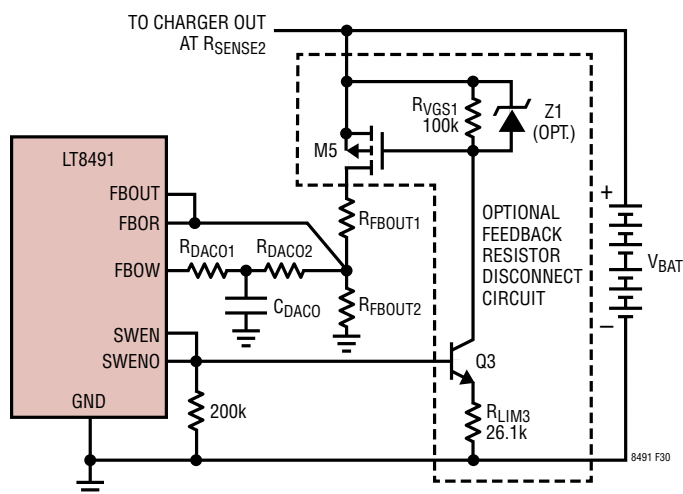 TO CHARGER OUT
AT RSENSE2
LT8491
FBOUT
FBOR
FBOW
SWEN
SWENO
GND
RDACO1
RDACO2
CDACO
200k
M5
RVGS1
100k
Z1
(OPT.)
RFBOUT1
RFBOUT2
OPTIONAL
FEEDBACK
RESISTOR
DISCONNECT
CIRCUIT
+
VBAT
–
Q3
RLIM3
26.1k
8491 F30